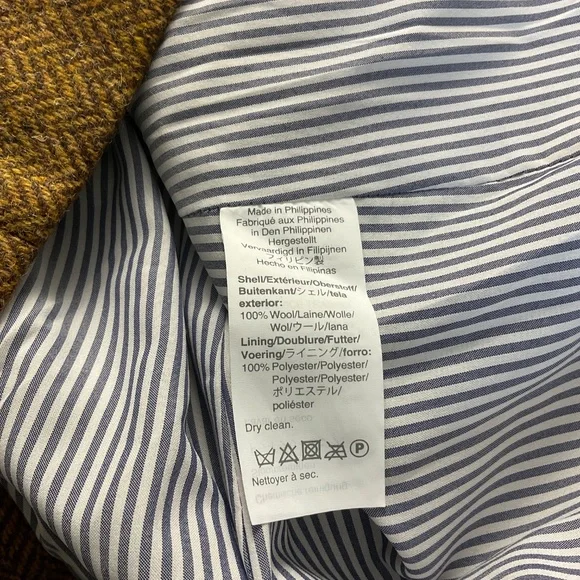 Made in Philippines
Fabriqué aux Philippines
in Den Philippinen
Hergestellt
Vervaardigd in Filipijnen
フィリピン製
Hecho en Filipinas
Shell/Extérieur/Oberstoff/
Buitenkant/シェル/tela
exterior:
100% Wool/Laine/Wolle/
Wol/ウール/lana
Lining/Doublure/Futter/
Voering/ライニング/forro:
100% Polyester/Polyester/
Polyester/Polyester/
ポリエステル/
poliéster
Dry clean.
P
Nettoyer à sec.